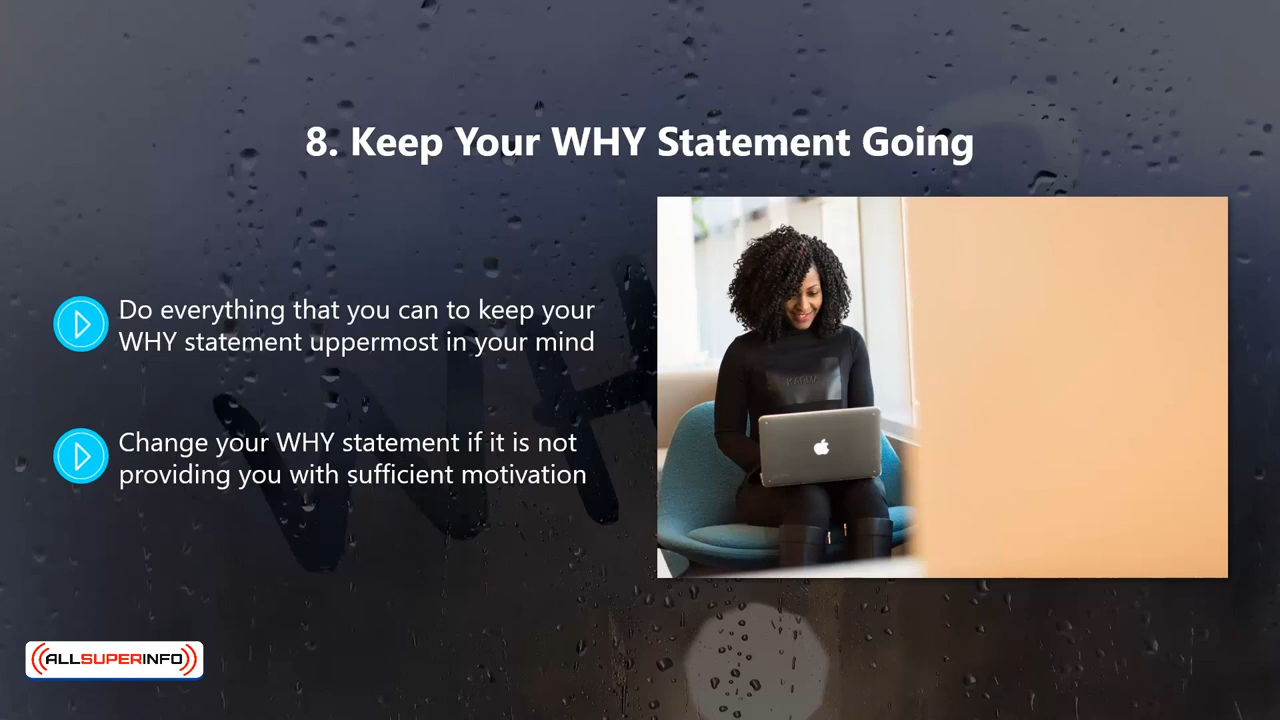 8. Keep Your WHY Statement Going
Do everything that you can to keep your
WHY statement uppermost in your mind
Change your WHY statement if it is not
providing you with sufficient motivation
WH
ALLSUPERINFO